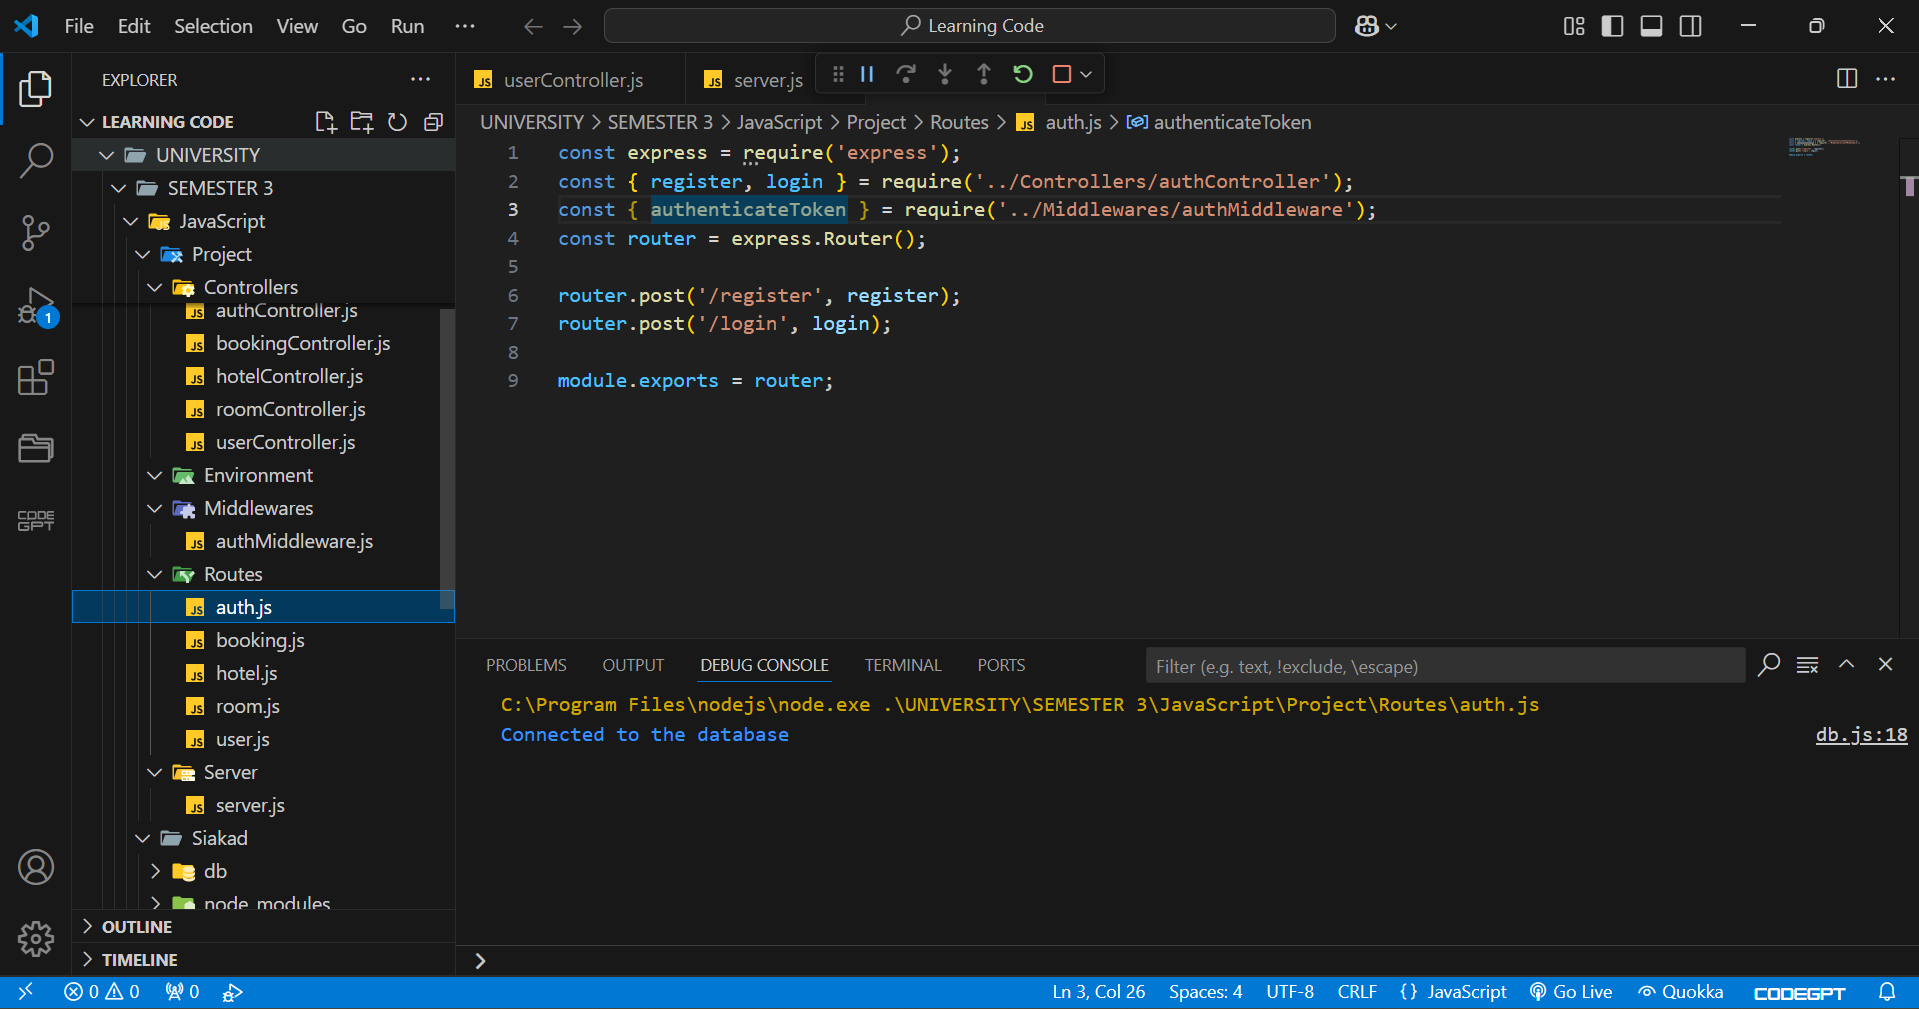 File Edit Selection View Go Run ··· Learning Code
EXPLORER
LEARNING CODE
UNIVERSITY
SEMESTER 3
JavaScript
Project
Controllers
authController.js
bookingController.js
hotelController.js
roomController.js
userController.js
Environment
Middlewares
authMiddleware.js
Routes
auth.js
booking.js
hotel.js
room.js
user.js
Server
server.js
Siakad
db
node_modules
OUTLINE
TIMELINE
1
CODE
GPT
JS userController.js JS server.js
UNIVERSITY > SEMESTER 3 > JavaScript > Project > Routes > JS auth.js > authenticateToken
1 const express = require('express');
2 const { register, login } = require('../Controllers/authController');
3 const { authenticateToken } = require('../Middlewares/authMiddleware');
4 const router = express.Router();
5
6 router.post('/register', register);
7 router.post('/login', login);
8
9 module.exports = router;
PROBLEMS OUTPUT DEBUG CONSOLE TERMINAL PORTS Filter (e.g. text, !exclude, \escape)
C:\Program Files\nodejs\node.exe .\UNIVERSITY\SEMESTER 3\JavaScript\Project\Routes\auth.js
Connected to the database db.js:18
0 0 0 Ln 3, Col 26 Spaces: 4 UTF-8 CRLF {} JavaScript Go Live Quokka CODEGPT